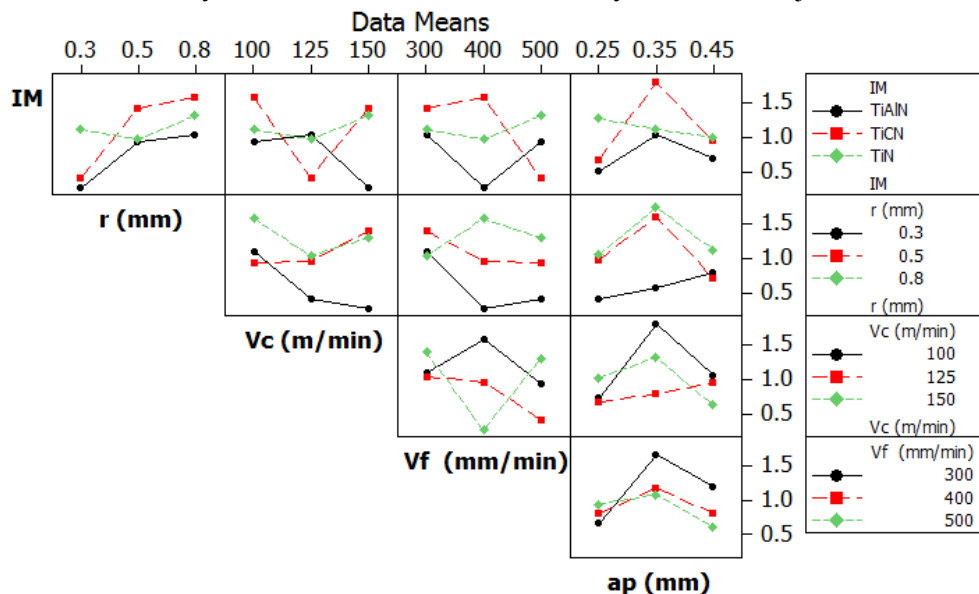 Data Means
0.3 0.5 0.8 100 125 150 300 400 500 0.25 0.35 0.45
IM
1.5
1.0
0.5
IM
TiAlN
TiCN
TiN
IM
r (mm)
1.5
1.0
0.5
r (mm)
0.3
0.5
0.8
r (mm)
Vc (m/min)
1.5
1.0
0.5
Vc (m/min)
100
125
150
Vc (m/min)
Vf (mm/min)
1.5
1.0
0.5
Vf (mm/min)
300
400
500
ap (mm)